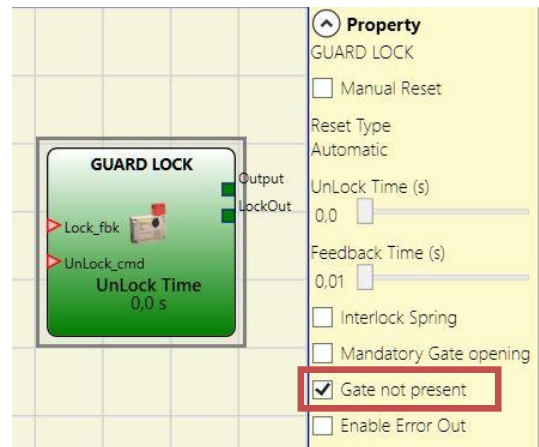 GUARD LOCK
Output
LockOut
Lock_fbk
UnLock_cmd
UnLock Time
0,0 s
Property
GUARD LOCK
Manual Reset
Reset Type
Automatic
UnLock Time (s)
0,0
Feedback Time (s)
0,01
Interlock Spring
Mandatory Gate opening
Gate not present
Enable Error Out